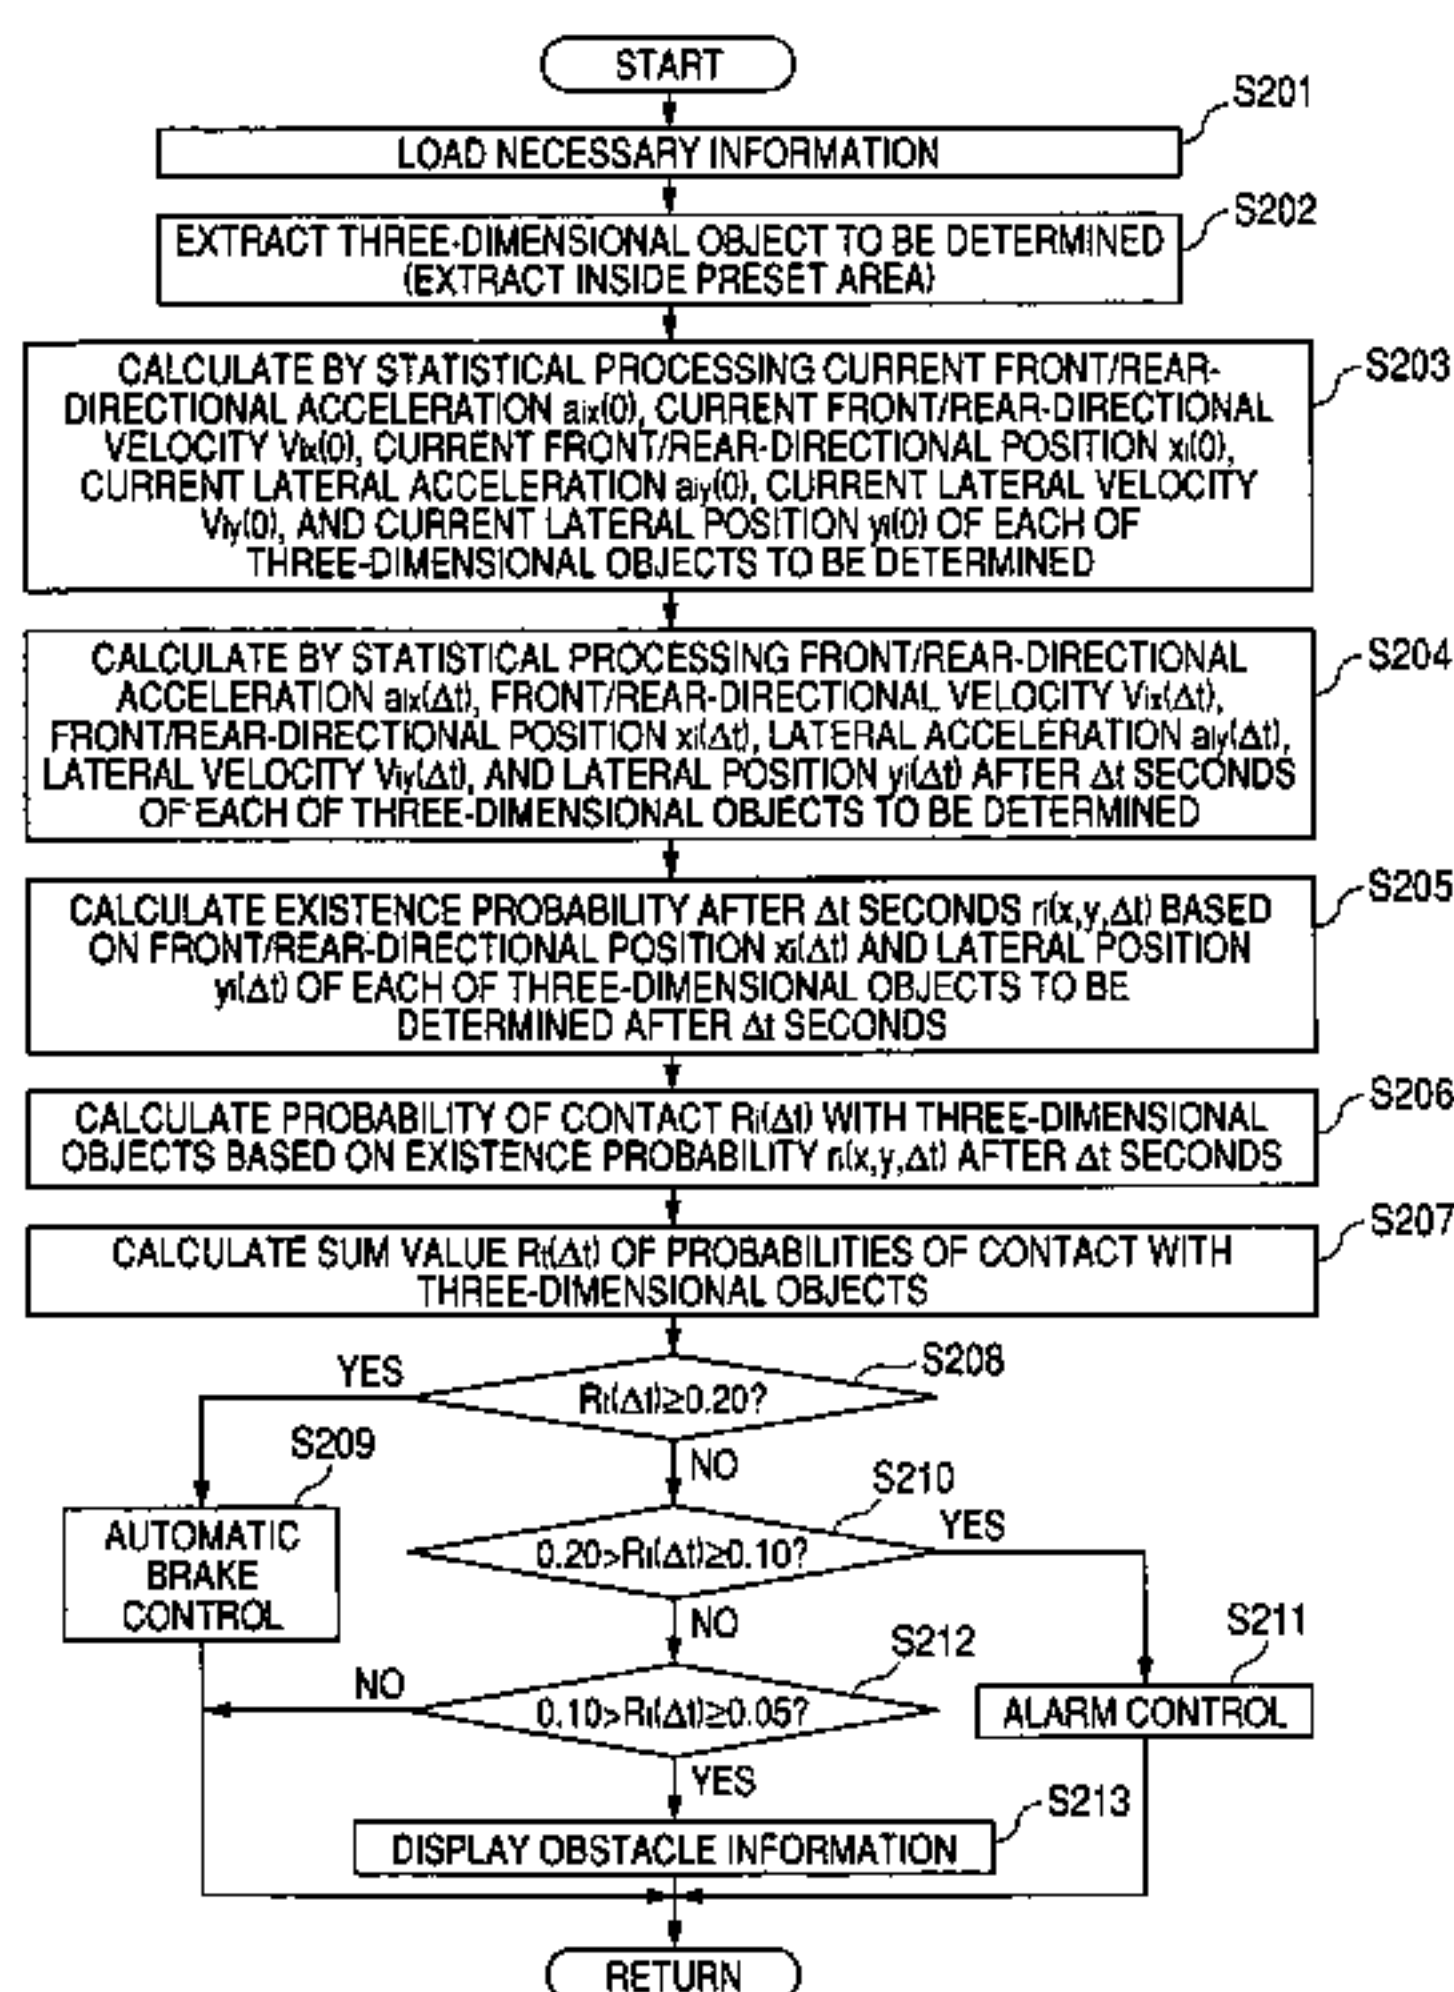 START
S201
LOAD NECESSARY INFORMATION
S202
EXTRACT THREE-DIMENSIONAL OBJECT TO BE DETERMINED
(EXTRACT INSIDE PRESET AREA)
S203
CALCULATE BY STATISTICAL PROCESSING CURRENT FRONT/REAR-
DIRECTIONAL ACCELERATION aix(0), CURRENT FRONT/REAR-DIRECTIONAL
VELOCITY Vix(0), CURRENT FRONT/REAR-DIRECTIONAL POSITION xi(0),
CURRENT LATERAL ACCELERATION aiy(0), CURRENT LATERAL VELOCITY
Viy(0), AND CURRENT LATERAL POSITION yi(0) OF EACH OF
THREE-DIMENSIONAL OBJECTS TO BE DETERMINED
S204
CALCULATE BY STATISTICAL PROCESSING FRONT/REAR-DIRECTIONAL
ACCELERATION aix(Δt), FRONT/REAR-DIRECTIONAL VELOCITY Vix(Δt),
FRONT/REAR-DIRECTIONAL POSITION xi(Δt), LATERAL ACCELERATION aiy(Δt),
LATERAL VELOCITY Viy(Δt), AND LATERAL POSITION yi(Δt) AFTER Δt SECONDS
OF EACH OF THREE-DIMENSIONAL OBJECTS TO BE DETERMINED
S205
CALCULATE EXISTENCE PROBABILITY AFTER Δt SECONDS ri(x,y,Δt) BASED
ON FRONT/REAR-DIRECTIONAL POSITION xi(Δt) AND LATERAL POSITION
yi(Δt) OF EACH OF THREE-DIMENSIONAL OBJECTS TO BE
DETERMINED AFTER Δt SECONDS
S206
CALCULATE PROBABILITY OF CONTACT Ri(Δt) WITH THREE-DIMENSIONAL
OBJECTS BASED ON EXISTENCE PROBABILITY ri(x,y,Δt) AFTER Δt SECONDS
S207
CALCULATE SUM VALUE Rt(Δt) OF PROBABILITIES OF CONTACT WITH
THREE-DIMENSIONAL OBJECTS
S208
YES
Rt(Δt)≥0.20?
S209
NO
S210
AUTOMATIC
BRAKE
CONTROL
0.20>Rt(Δt)≥0.10?
YES
NO
S212
S211
NO
0.10>Rt(Δt)≥0.05?
ALARM CONTROL
YES
S213
DISPLAY OBSTACLE INFORMATION
RETURN